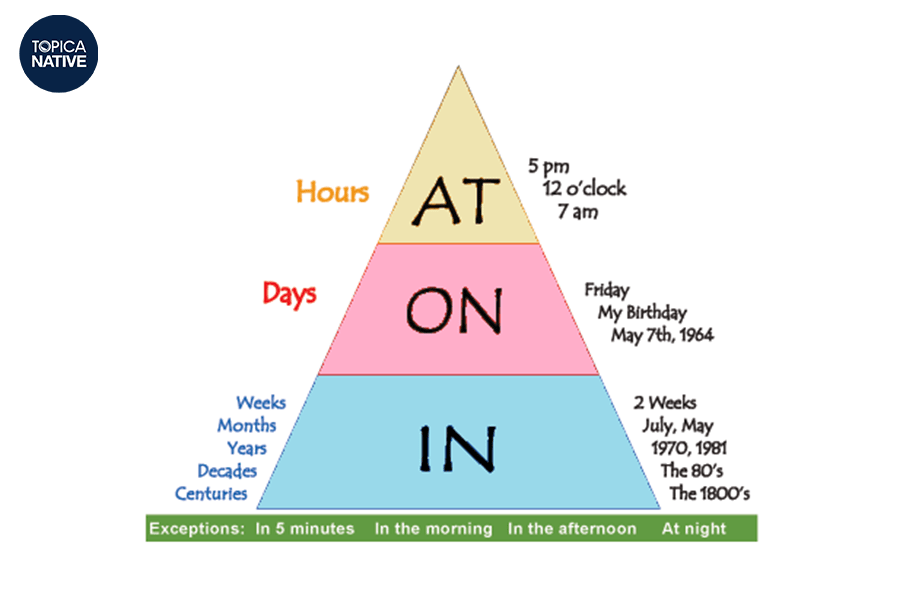 TOPICA
NATIVE
Hours
AT
5 pm
12 o'clock
7 am
Days
ON
Friday
My Birthday
May 7th, 1964
Weeks
Months
Years
Decades
Centuries
IN
2 Weeks
July, May
1970, 1981
The 80's
The 1800's
Exceptions: In 5 minutes In the morning In the afternoon At night